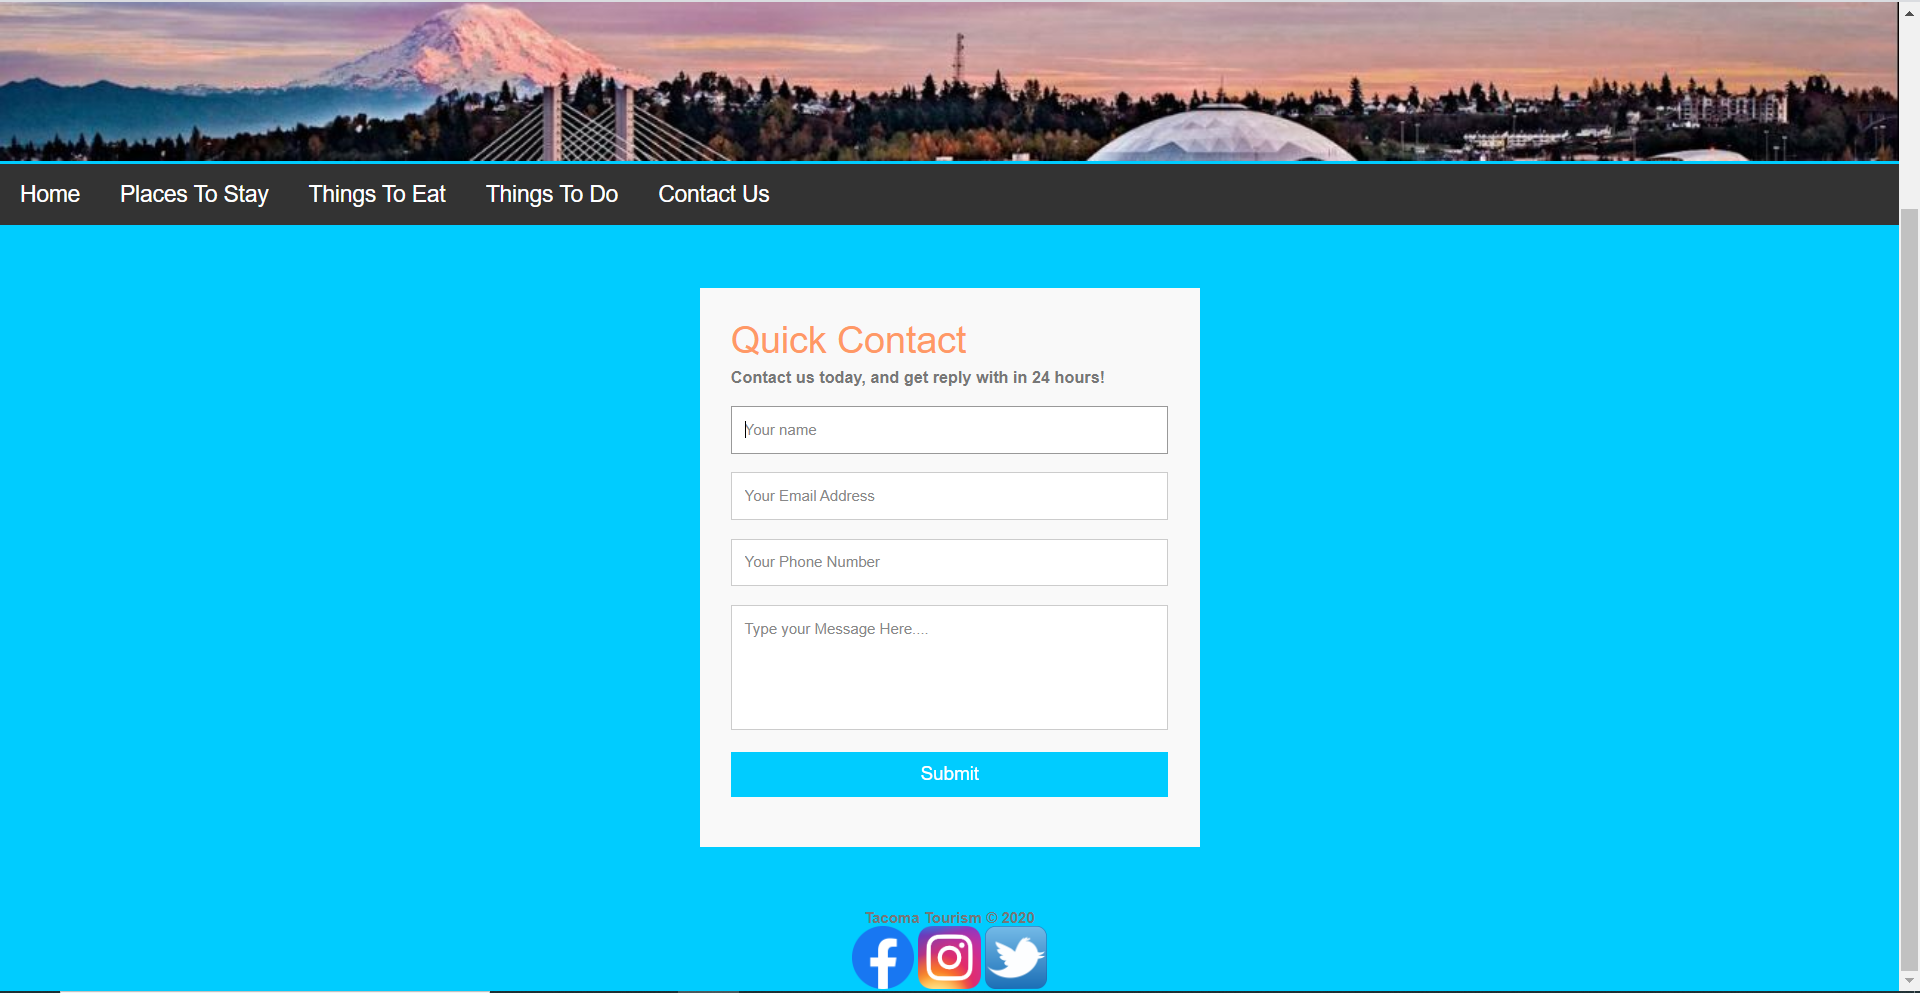 Home Places To Stay Things To Eat Things To Do Contact Us
Quick Contact
Contact us today, and get reply with in 24 hours!
Your name
Your Email Address
Your Phone Number
Type your Message Here....
Submit
Tacoma Tourism © 2020